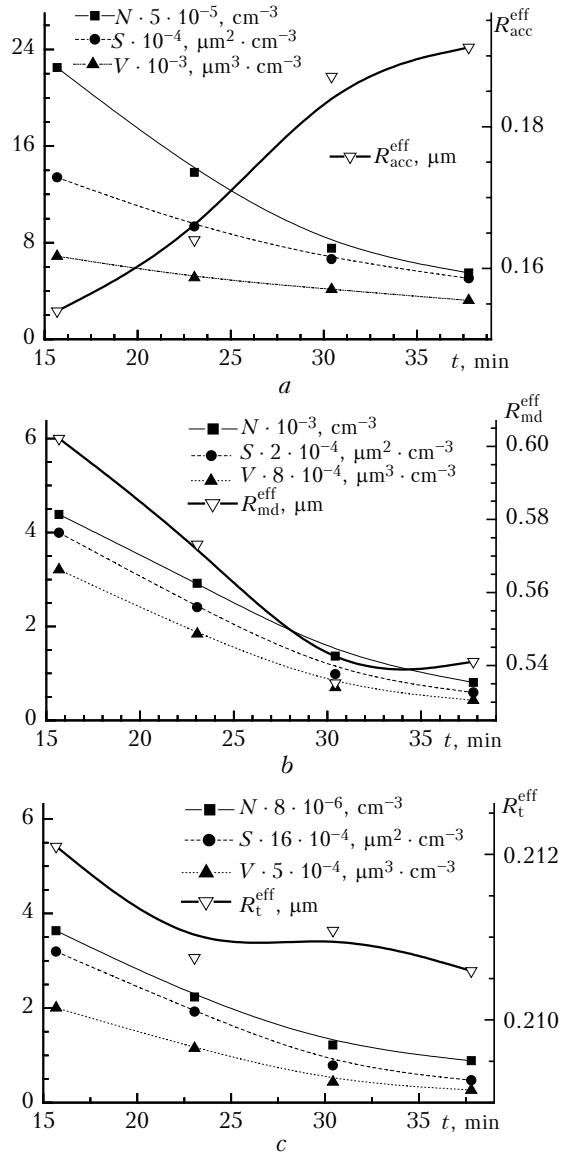 N · 5 · 10⁻⁵, cm⁻³
S · 10⁻⁴, μm² · cm⁻³
V · 10⁻³, μm³ · cm⁻³
R_acc^eff
24
16
8
0
0.18
0.16
R_acc^eff, μm
15 20 25 30 35 t, min
a
N · 10⁻³, cm⁻³
S · 2 · 10⁻⁴, μm² · cm⁻³
V · 8 · 10⁻⁴, μm³ · cm⁻³
R_md^eff, μm
R_md^eff
6
4
2
0
0.60
0.58
0.56
0.54
15 20 25 30 35 t, min
b
N · 8 · 10⁻⁶, cm⁻³
S · 16 · 10⁻⁴, μm² · cm⁻³
V · 5 · 10⁻⁴, μm³ · cm⁻³
R_t^eff, μm
R_t^eff
6
4
2
0
0.212
0.210
15 20 25 30 35 t, min
c